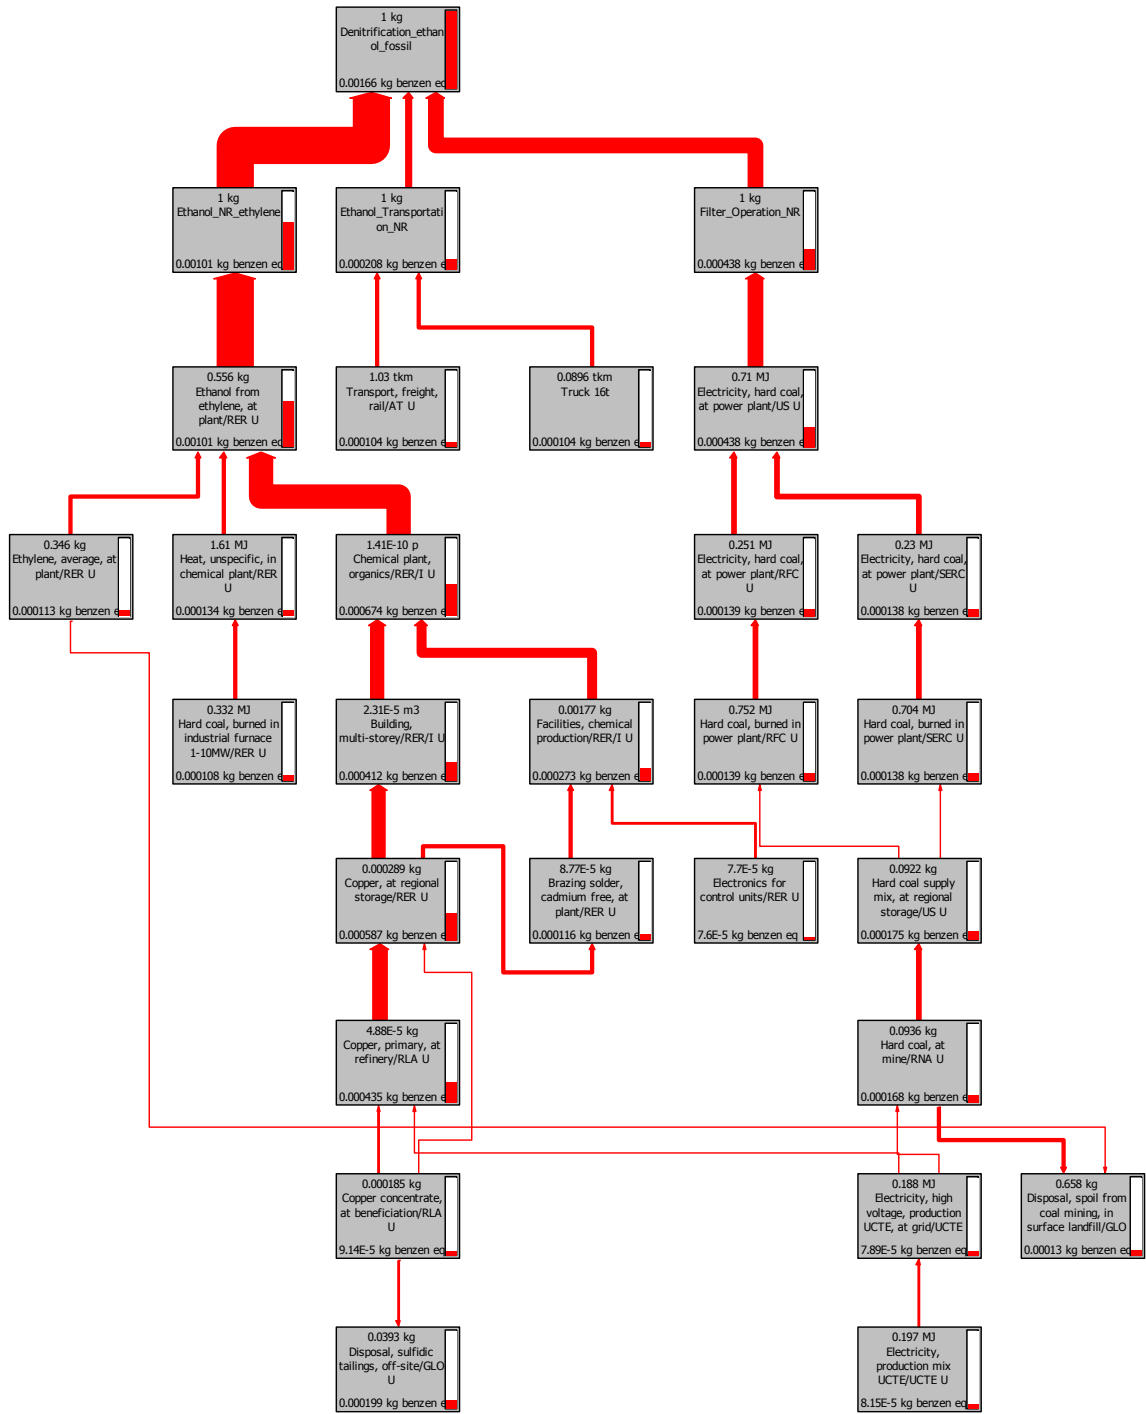 1 kg
Denitrification_ethan
ol_fossil
0.00166 kg benzen eq
1 kg
Ethanol_NR_ethylene
0.00101 kg benzen eq
1 kg
Ethanol_Transportati
on_NR
0.000208 kg benzen e
1 kg
Filter_Operation_NR
0.000438 kg benzen e
0.556 kg
Ethanol from
ethylene, at
plant/RER U
0.00101 kg benzen e
1.03 tkm
Transport, freight,
rail/AT U
0.000104 kg benzen e
0.0896 tkm
Truck 16t
0.000104 kg benzen e
0.71 MJ
Electricity, hard coal,
at power plant/US U
0.000438 kg benzen e
0.346 kg
Ethylene, average, at
plant/RER U
0.000113 kg benzen e
1.61 MJ
Heat, unspecific, in
chemical plant/RER
U
0.000134 kg benzen e
1.41E-10 p
Chemical plant,
organics/RER/I U
0.000674 kg benzen e
0.251 MJ
Electricity, hard coal,
at power plant/RFC
U
0.000139 kg benzen e
0.23 MJ
Electricity, hard coal,
at power plant/SERC
U
0.000138 kg benzen e
0.332 MJ
Hard coal, burned in
industrial furnace
1-10MW/RER U
0.000108 kg benzen e
2.31E-5 m3
Building,
multi-storey/RER/I U
0.000412 kg benzen e
0.00177 kg
Facilities, chemical
production/RER/I U
0.000273 kg benzen e
0.752 MJ
Hard coal, burned in
power plant/RFC U
0.000139 kg benzen e
0.704 MJ
Hard coal, burned in
power plant/SERC U
0.000138 kg benzen e
0.000289 kg
Copper, at regional
storage/RER U
0.000587 kg benzen e
8.77E-5 kg
Brazing solder,
cadmium free, at
plant/RER U
0.000116 kg benzen e
7.7E-5 kg
Electronics for
control units/RER U
7.6E-5 kg benzen eq
0.0922 kg
Hard coal supply
mix, at regional
storage/US U
0.000175 kg benzen e
4.88E-5 kg
Copper, primary, at
refinery/RLA U
0.000435 kg benzen e
0.0936 kg
Hard coal, at
mine/RNA U
0.000168 kg benzen e
0.000185 kg
Copper concentrate,
at beneficiation/RLA
U
9.14E-5 kg benzen eq
0.188 MJ
Electricity, high
voltage, production
UCTE, at grid/UCTE
7.89E-5 kg benzen eq
0.658 kg
Disposal, spoil from
coal mining, in
surface landfill/GLO
0.00013 kg benzen eq
0.0393 kg
Disposal, sulfidic
tailings, off-site/GLO
U
0.000199 kg benzen e
0.197 MJ
Electricity,
production mix
UCTE/UCTE U
8.15E-5 kg benzen eq